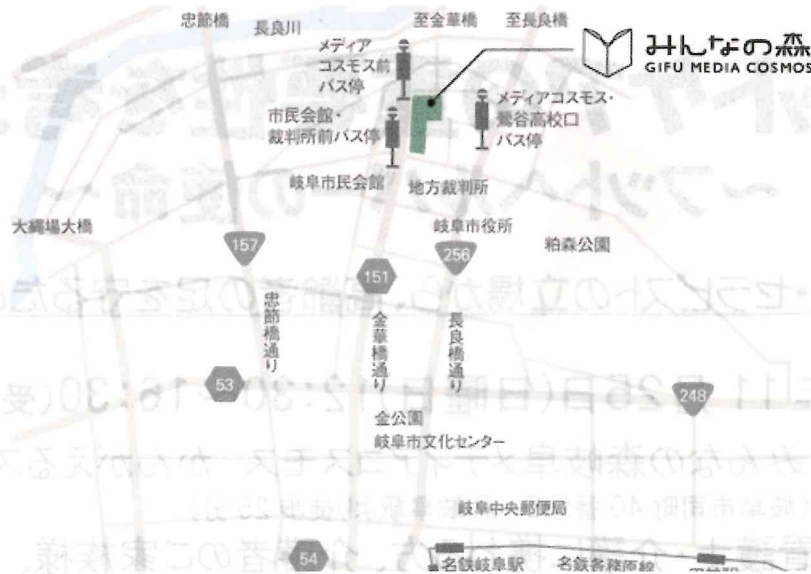 忠節橋
長良川
至金華橋
至長良橋
メディア
コスモス前
バス停
みんなの森
GIFU MEDIA COSMOS
市民会館・
裁判所前バス停
メディアコスモス・
鶯谷高校口
バス停
岐阜市民会館
地方裁判所
大縄場大橋
岐阜市役所
粕森公園
157
151
256
忠節橋通り
金華橋通り
長良橋通り
53
248
金公園
岐阜市文化センター
岐阜中央郵便局
54
名鉄岐阜駅
名鉄各務原線